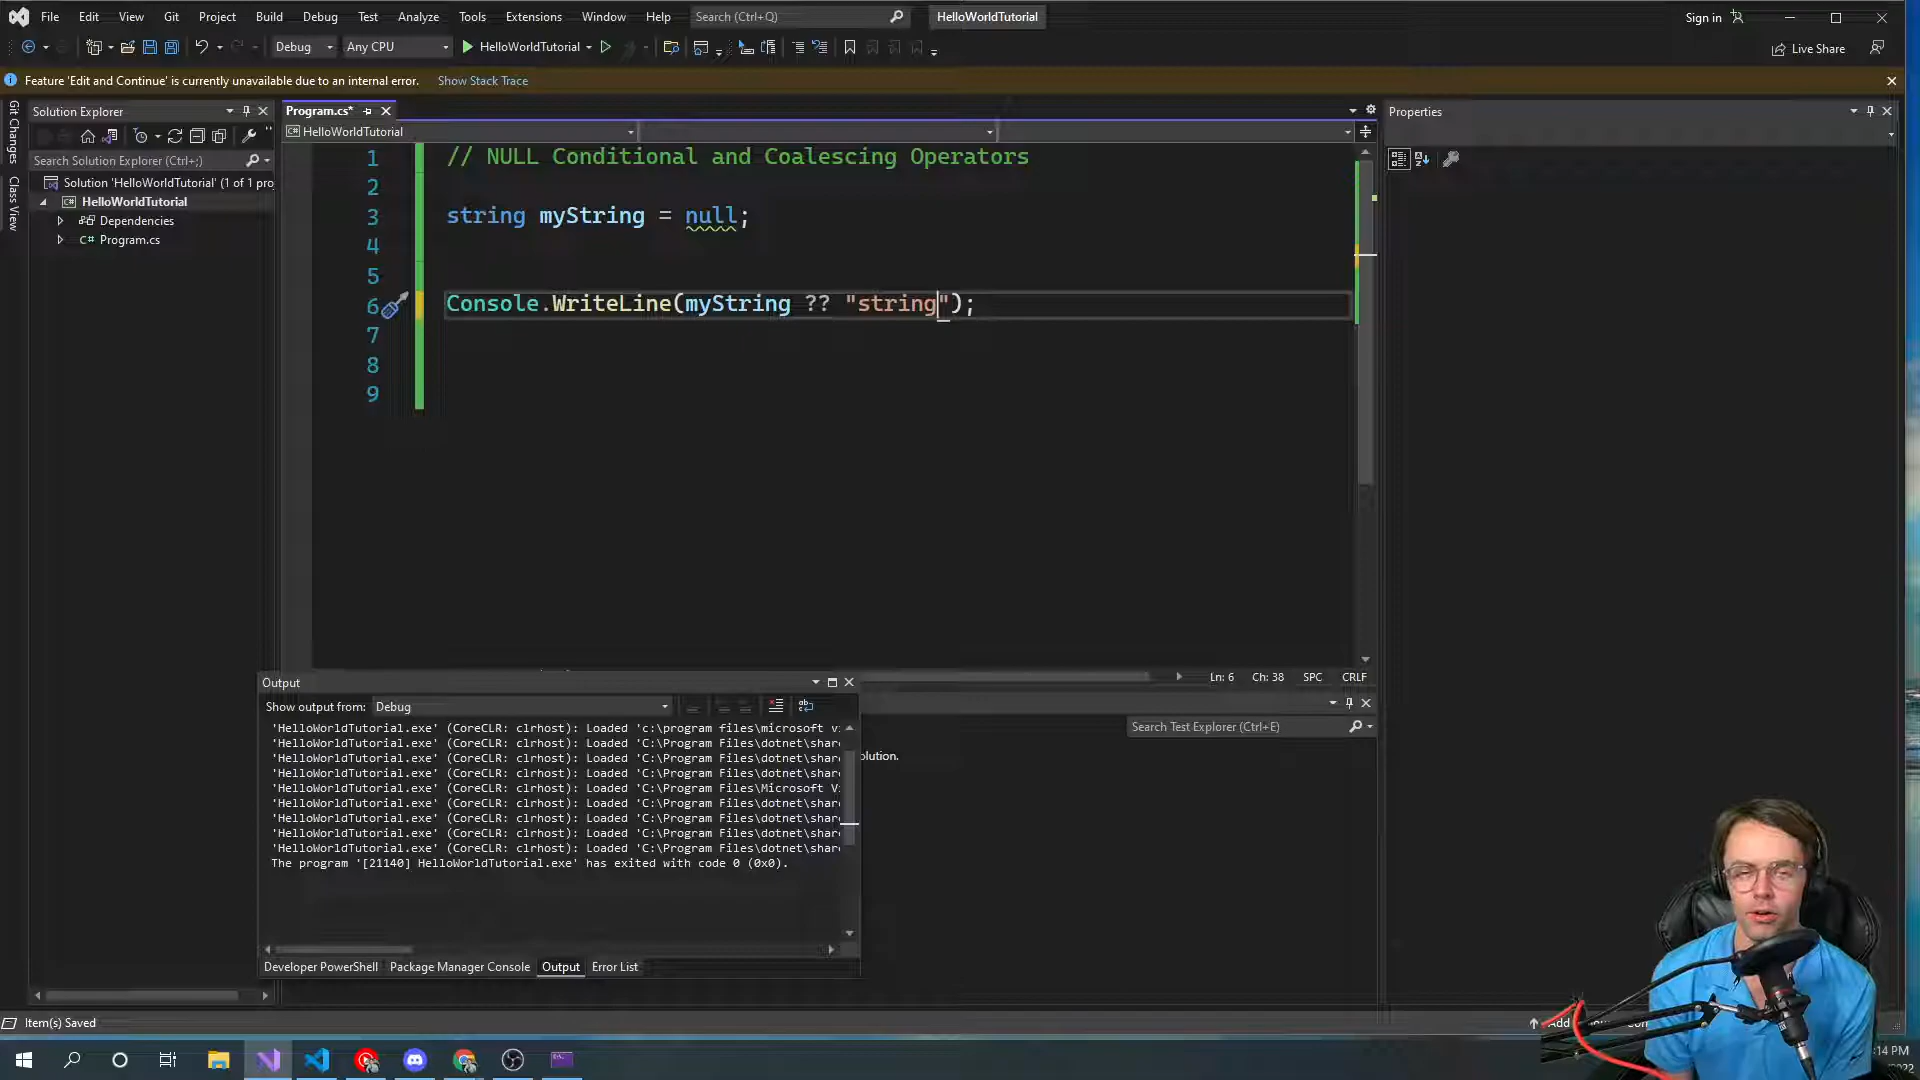 File Edit View Git Project Build Debug Test Analyze Tools Extensions Window Help Search (Ctrl+Q) HelloWorldTutorial Sign in
Debug Any CPU HelloWorldTutorial Live Share
Feature 'Edit and Continue' is currently unavailable due to an internal error. Show Stack Trace
Git Changes
Class View
Solution Explorer
Search Solution Explorer (Ctrl+;)
Solution 'HelloWorldTutorial' (1 of 1 pro
HelloWorldTutorial
Dependencies
C# Program.cs
Program.cs*
HelloWorldTutorial
1 // NULL Conditional and Coalescing Operators
2
3 string myString = null;
4
5
6 Console.WriteLine(myString ?? "string");
7
8
9
Ln: 6 Ch: 38 SPC CRLF
Properties
Output
Show output from: Debug
'HelloWorldTutorial.exe' (CoreCLR: clrhost): Loaded 'c:\program files\microsoft v
'HelloWorldTutorial.exe' (CoreCLR: clrhost): Loaded 'C:\Program Files\dotnet\shar
'HelloWorldTutorial.exe' (CoreCLR: clrhost): Loaded 'C:\Program Files\dotnet\shar
'HelloWorldTutorial.exe' (CoreCLR: clrhost): Loaded 'C:\Program Files\dotnet\shar
'HelloWorldTutorial.exe' (CoreCLR: clrhost): Loaded 'C:\Program Files\Microsoft V
'HelloWorldTutorial.exe' (CoreCLR: clrhost): Loaded 'C:\Program Files\dotnet\shar
'HelloWorldTutorial.exe' (CoreCLR: clrhost): Loaded 'C:\Program Files\dotnet\shar
'HelloWorldTutorial.exe' (CoreCLR: clrhost): Loaded 'C:\Program Files\dotnet\shar
'HelloWorldTutorial.exe' (CoreCLR: clrhost): Loaded 'C:\Program Files\dotnet\shar
The program '[21140] HelloWorldTutorial.exe' has exited with code 0 (0x0).
Developer PowerShell Package Manager Console Output Error List
Search Test Explorer (Ctrl+E)
olution.
Item(s) Saved
Add
:14 PM
2022